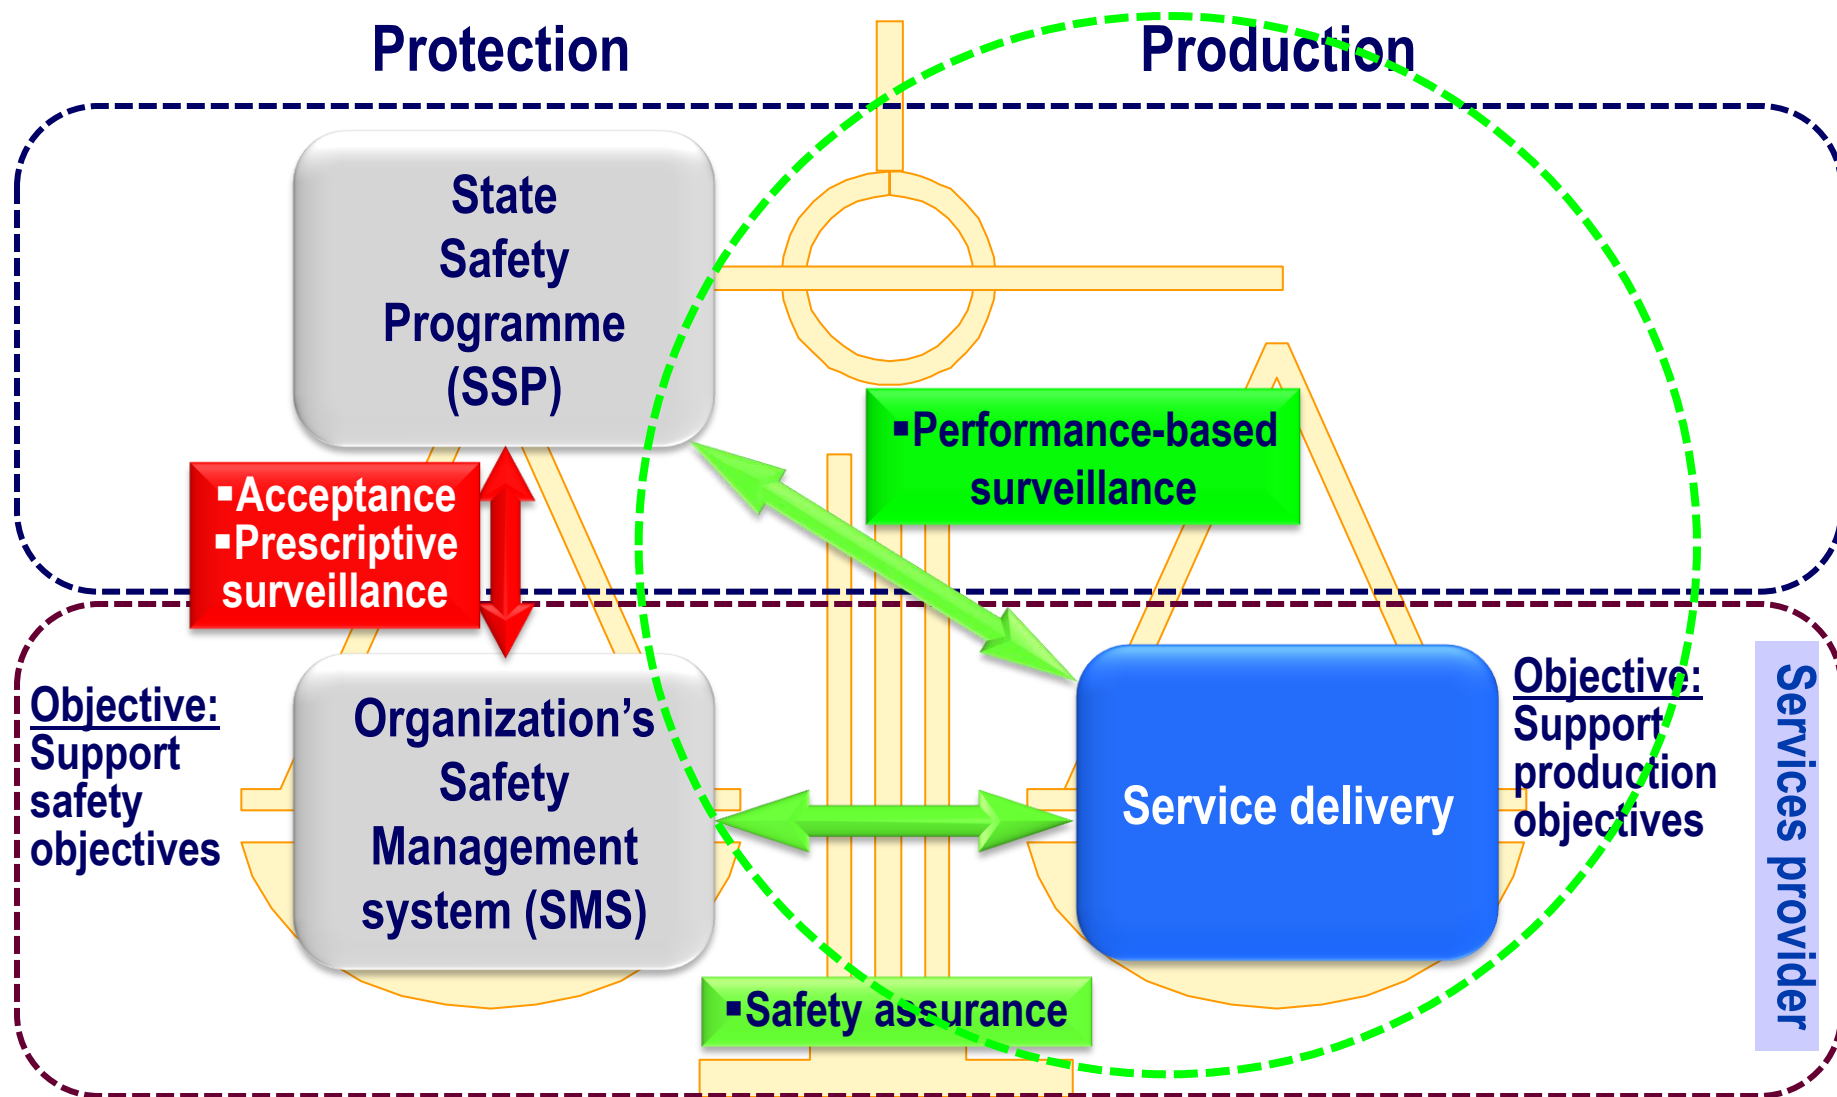 Protection
Production
State
Safety
Programme
(SSP)
▪Performance-based
surveillance
▪Acceptance
▪Prescriptive
surveillance
Objective:
Support
safety
objectives
Organization’s
Safety
Management
system (SMS)
Service delivery
Objective:
Support
production
objectives
Services provider
▪Safety assurance